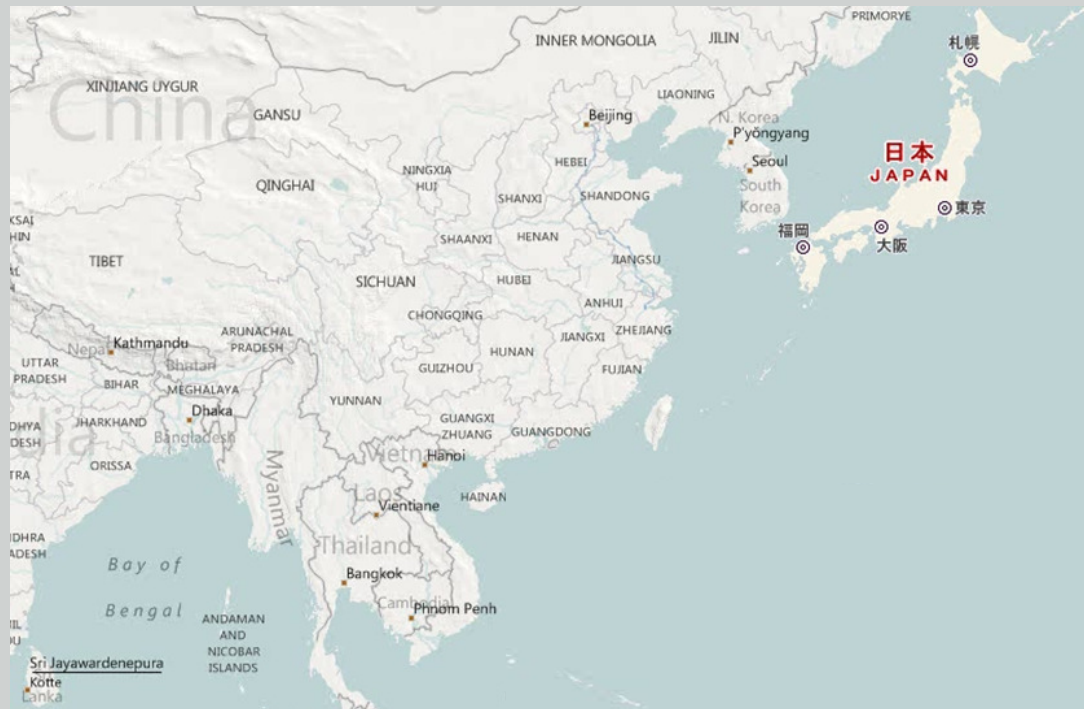 PRIMORYE
INNER MONGOLIA
JILIN
札幌
XINJIANG UYGUR
China
GANSU
LIAONING
Beijing
N. Korea
P'yŏngyang
日本
JAPAN
HEBEI
Seoul
NINGXIA
HUI
QINGHAI
SHANXI
SHANDONG
South
Korea
東京
福岡
大阪
SHAANXI
HENAN
TIBET
JIANGSU
SICHUAN
HUBEI
ANHUI
CHONGQING
ARUNACHAL
PRADESH
JIANGXI
ZHEJIANG
Nepal
Kathmandu
HUNAN
UTTAR
PRADESH
Bhutan
GUIZHOU
FUJIAN
BIHAR
MEGHALAYA
YUNNAN
Dhaka
JHARKHAND
Bangladesh
GUANGXI
ZHUANG
GUANGDONG
Vietnam
Hanoi
ORISSA
Myanmar
Laos
HAINAN
Vientiane
Thailand
Bay of
Bengal
Bangkok
Cambodia
Phnom Penh
ANDAMAN
AND
NICOBAR
ISLANDS
Sri Jayawardenepura
Kotte
Lanka